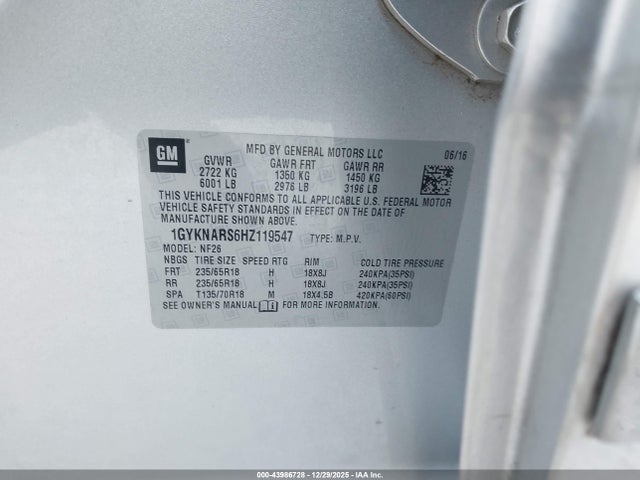 GM
MFD BY GENERAL MOTORS LLC 06/16
GVWR GAWR FRT GAWR RR
2722 KG 1350 KG 1450 KG
6001 LB 2976 LB 3196 LB
THIS VEHICLE CONFORMS TO ALL APPLICABLE U.S. FEDERAL MOTOR
VEHICLE SAFETY STANDARDS IN EFFECT ON THE DATE OF
MANUFACTURE SHOWN ABOVE.
1GYKNARS6HZ119547 TYPE: M.P.V.
MODEL: NF26
NBGS TIRE SIZE SPEED RTG RIM COLD TIRE PRESSURE
FRT 235/65R18 H 18X8J 240KPA(35PSI)
RR 235/65R18 H 18X8J 240KPA(35PSI)
SPA T135/70R18 M 18X4.5B 420KPA(60PSI)
SEE OWNER'S MANUAL FOR MORE INFORMATION.
000-43986728 - 12/29/2025 - IAA Inc.